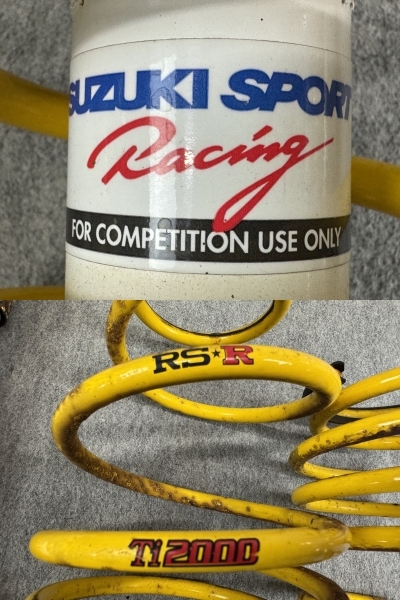 SUZUKI SPORT
Racing
FOR COMPETITION USE ONLY
RS★R
Ti2000